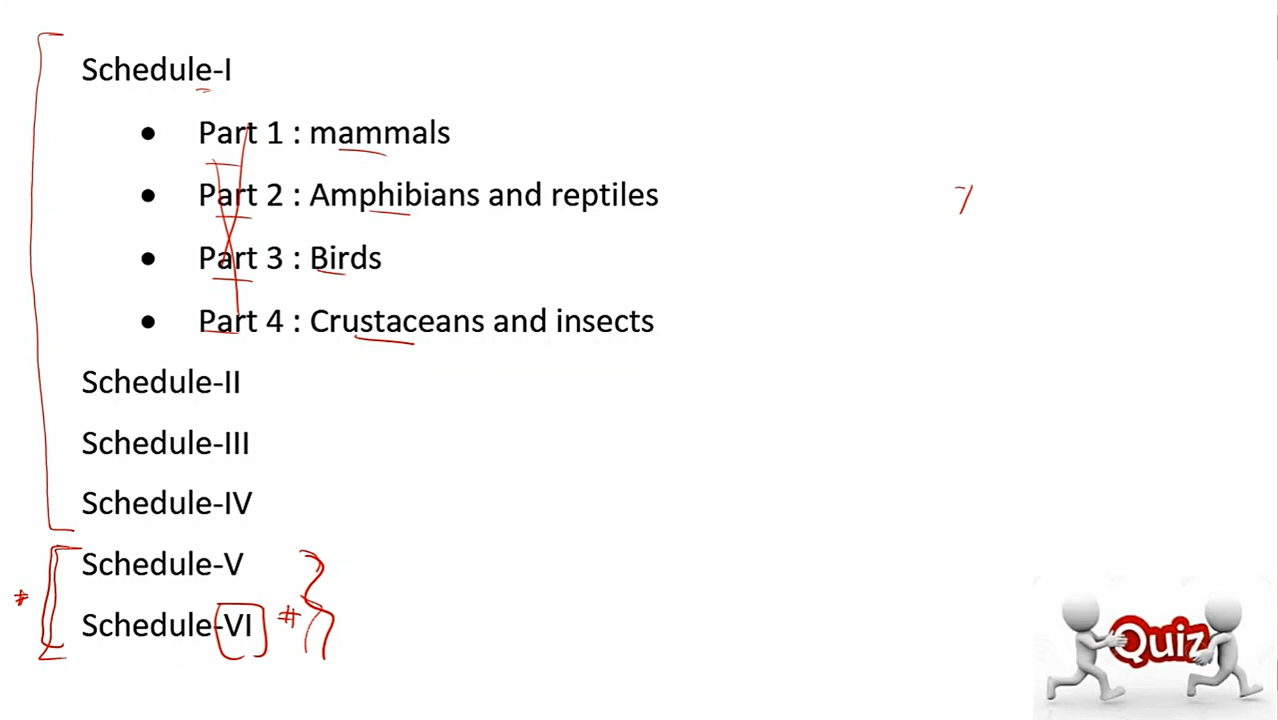 Schedule-I
• Part 1 : mammals
• Part 2 : Amphibians and reptiles
• Part 3 : Birds
• Part 4 : Crustaceans and insects
Schedule-II
Schedule-III
Schedule-IV
Schedule-V
Schedule-VI
Quiz